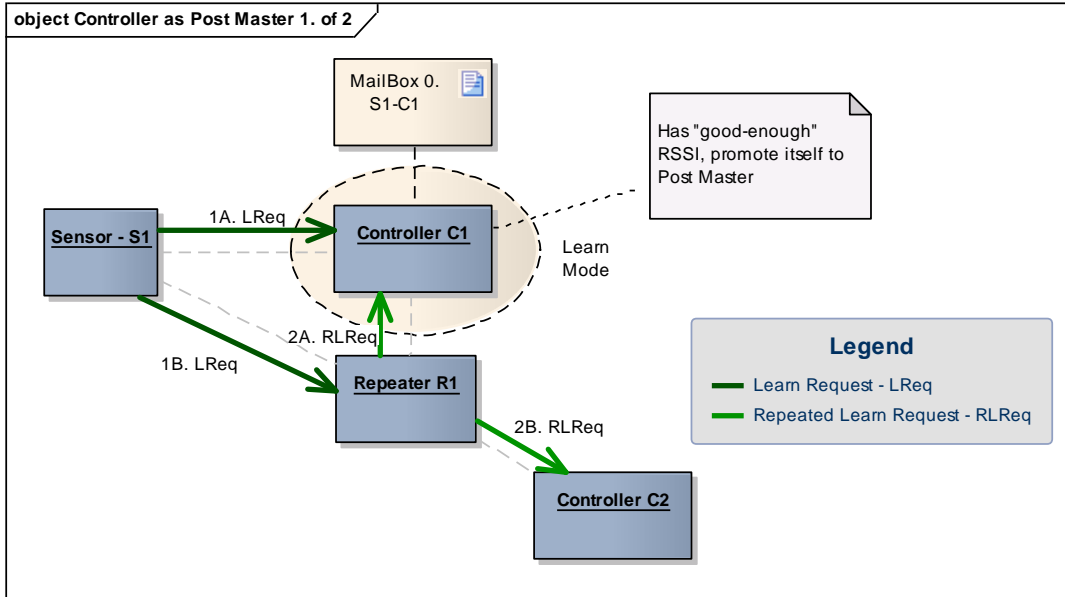 object Controller as Post Master 1. of 2
MailBox 0.
S1-C1
Has "good-enough"
RSSI, promote itself to
Post Master
1A. LReq
Sensor - S1
Controller C1
Learn
Mode
2A. RLReq
1B. LReq
Repeater R1
2B. RLReq
Controller C2
Legend
Learn Request - LReq
Repeated Learn Request - RLReq